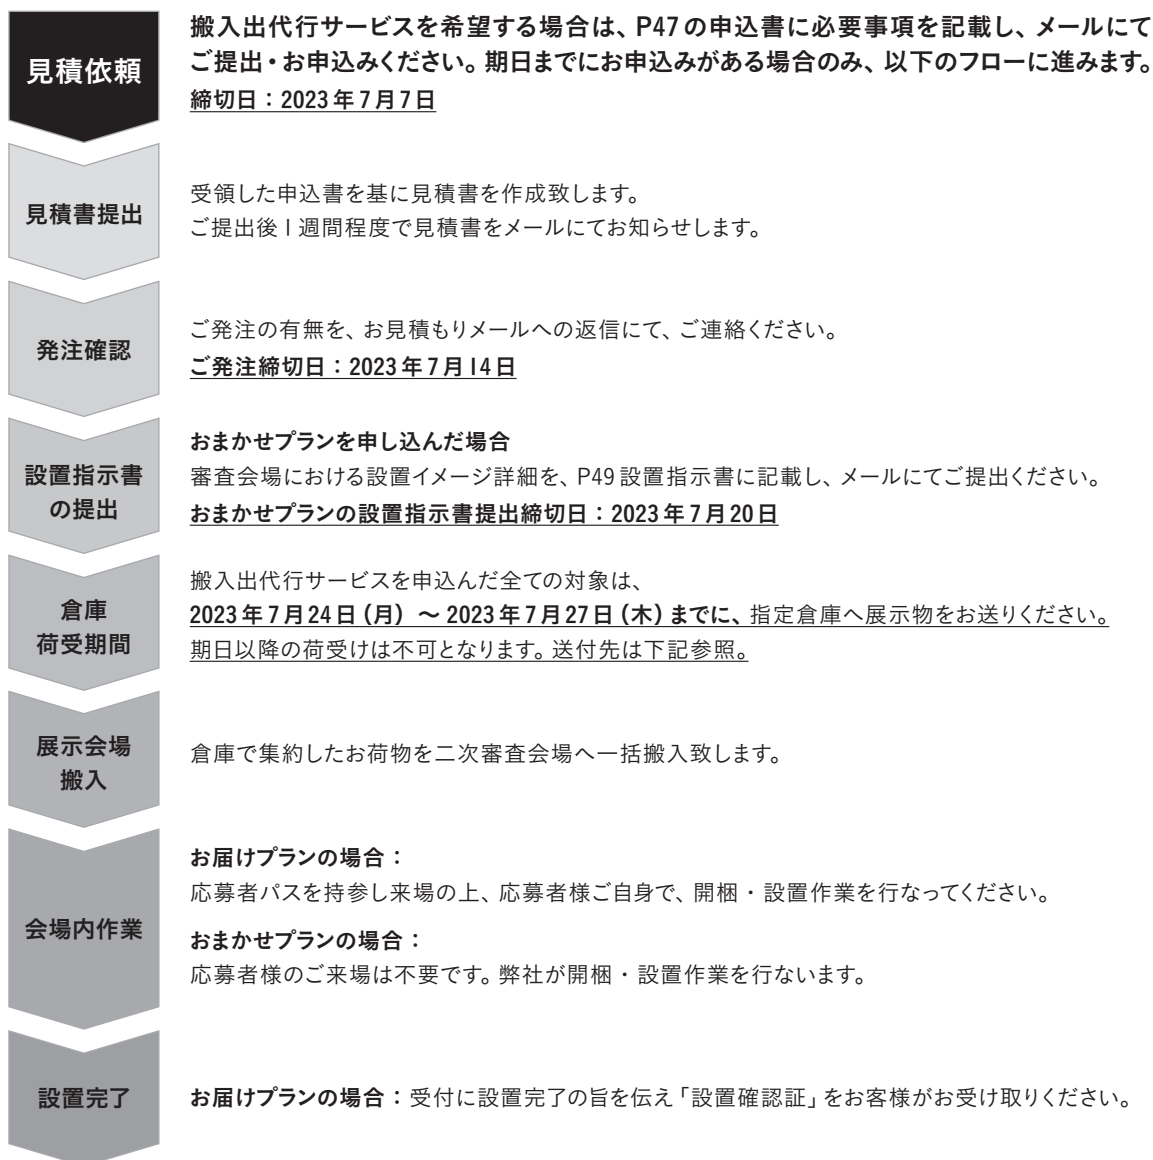 見積依頼
搬入出代行サービスを希望する場合は、P47の申込書に必要事項を記載し、メールにて
ご提出・お申込みください。期日までにお申込みがある場合のみ、以下のフローに進みます。
締切日：2023年7月7日
見積書提出
受領した申込書を基に見積書を作成致します。
ご提出後1週間程度で見積書をメールにてお知らせします。
発注確認
ご発注の有無を、お見積もりメールへの返信にて、ご連絡ください。
ご発注締切日：2023年7月14日
設置指示書
の提出
おまかせプランを申し込んだ場合
審査会場における設置イメージ詳細を、P49設置指示書に記載し、メールにてご提出ください。
おまかせプランの設置指示書提出締切日：2023年7月20日
倉庫
荷受期間
搬入出代行サービスを申込んだ全ての対象は、
2023年7月24日（月）～2023年7月27日（木）までに、指定倉庫へ展示物をお送りください。
期日以降の荷受けは不可となります。送付先は下記参照。
展示会場
搬入
倉庫で集約したお荷物を二次審査会場へ一括搬入致します。
会場内作業
お届けプランの場合：
応募者パスを持参し来場の上、応募者様ご自身で、開梱・設置作業を行なってください。
おまかせプランの場合：
応募者様のご来場は不要です。弊社が開梱・設置作業を行ないます。
設置完了
お届けプランの場合：受付に設置完了の旨を伝え「設置確認証」をお客様がお受け取りください。